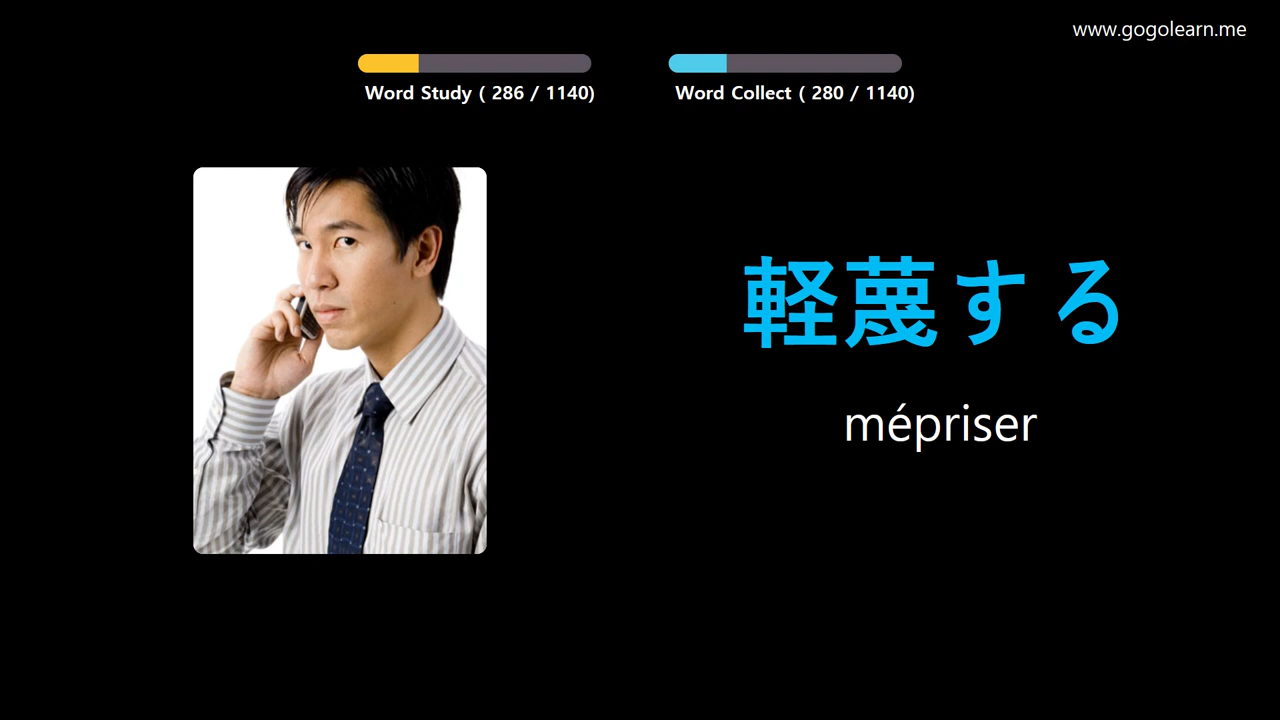 www.gogolearn.me
Word Study ( 286 / 1140)
Word Collect ( 280 / 1140)
軽蔑する
mépriser